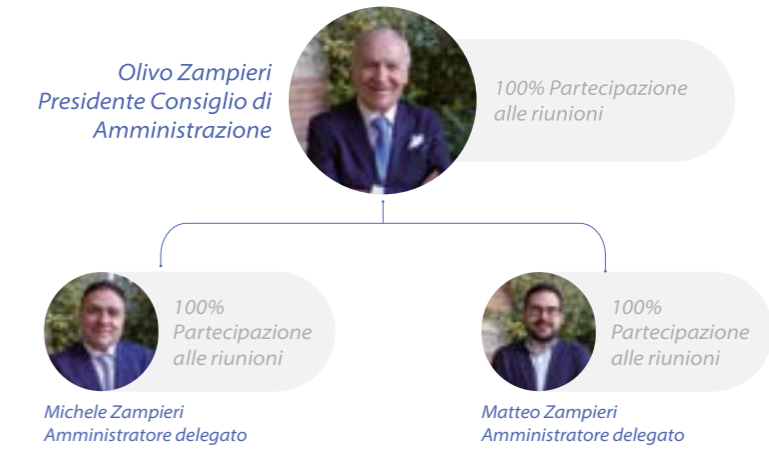 Olivo Zampieri
Presidente Consiglio di
Amministrazione
100% Partecipazione
alle riunioni
100%
Partecipazione
alle riunioni
Michele Zampieri
Amministratore delegato
100%
Partecipazione
alle riunioni
Matteo Zampieri
Amministratore delegato